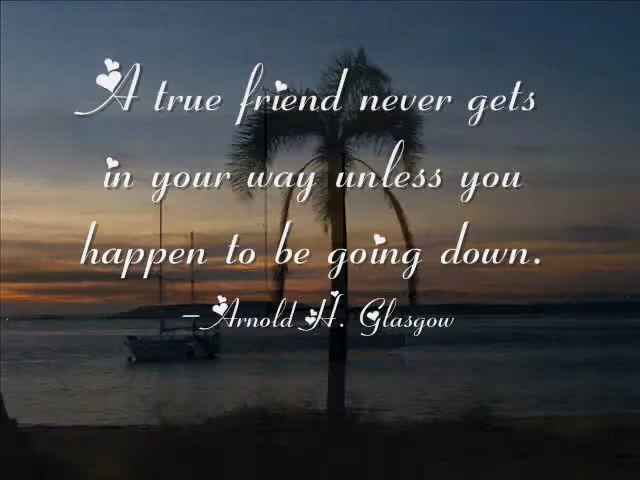 A true friend never gets
in your way unless you
happen to be going down.
-Arnold H. Glasgow